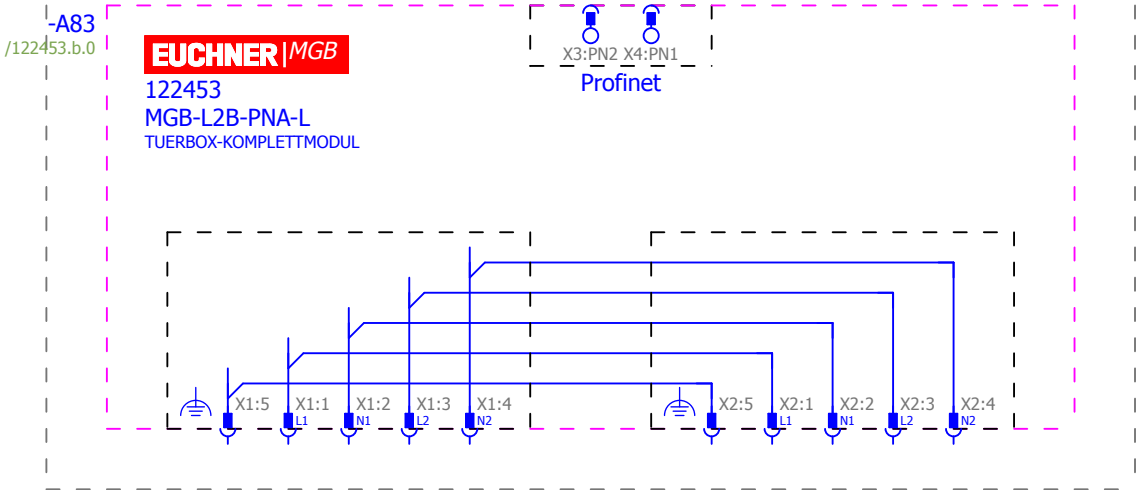 -A83
/122453.b.0
EUCHNER|MGB
122453
MGB-L2B-PNA-L
TUERBOX-KOMPLETTMODUL
X3:PN2 X4:PN1
Profinet
X1:5 X1:1 X1:2 X1:3 X1:4 X2:5 X2:1 X2:2 X2:3 X2:4
L1 N1 L2 N2 L1 N1 L2 N2